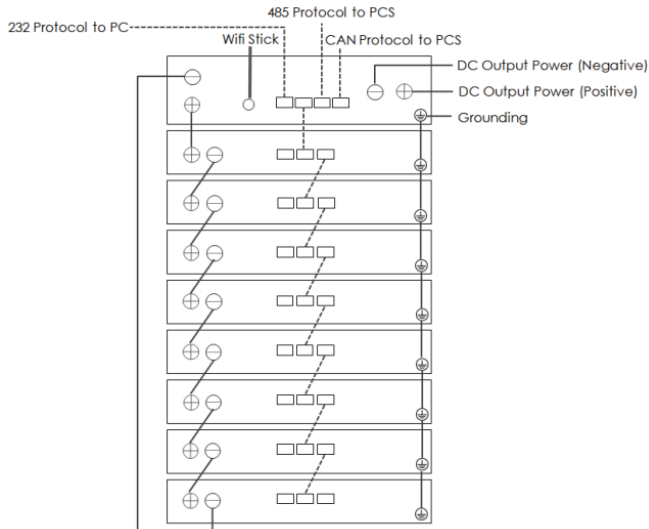 485 Protocol to PCS
232 Protocol to PC
Wifi Stick
CAN Protocol to PCS
DC Output Power (Negative)
DC Output Power (Positive)
Grounding